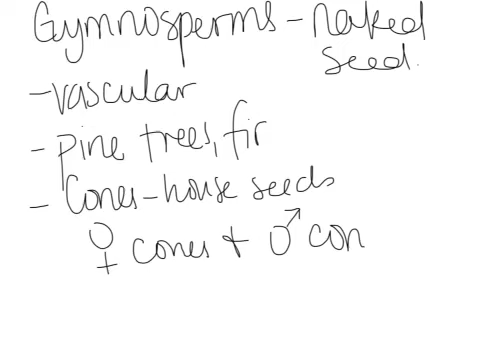 Gymnosperms - naked
seed.
- vascular
- pine trees, fir
- Cones - house seeds
♀ cones + ♂ con